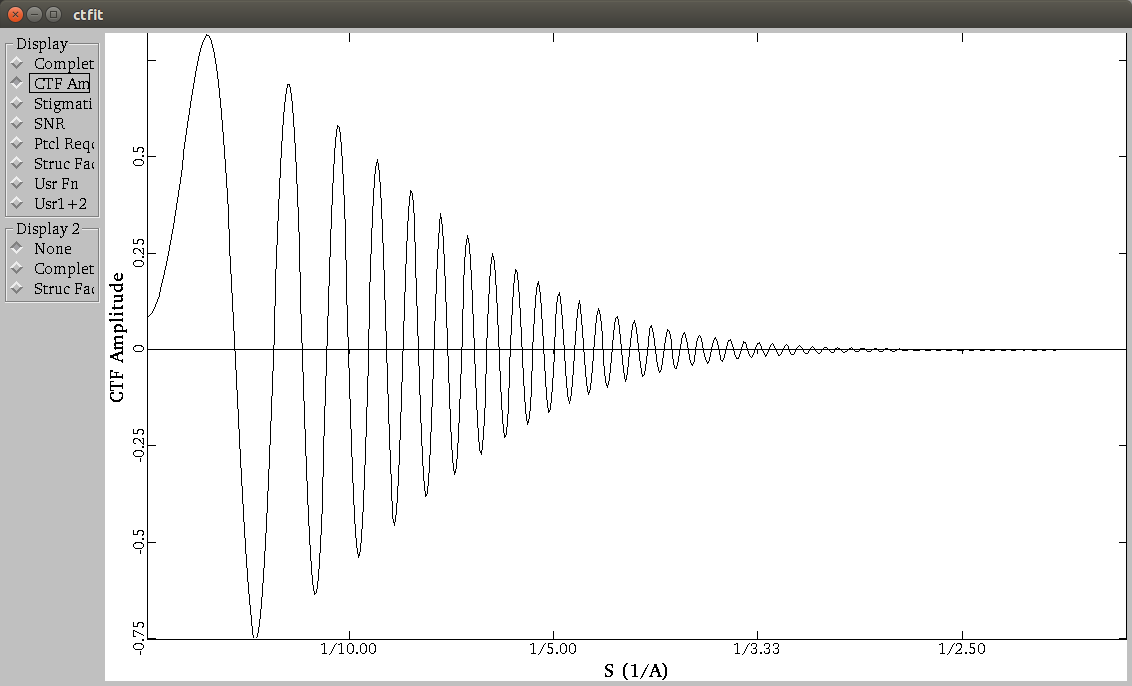 ctfit
Display
Complet
CTF Am
Stigmati
SNR
Ptcl Req
Struc Fac
Usr Fn
Usr1+2
Display 2
None
Complet
Struc Fac
CTF Amplitude
0.5
0.25
0
-0.25
-0.5
-0.75
1/10.00
1/5.00
1/3.33
1/2.50
S (1/A)